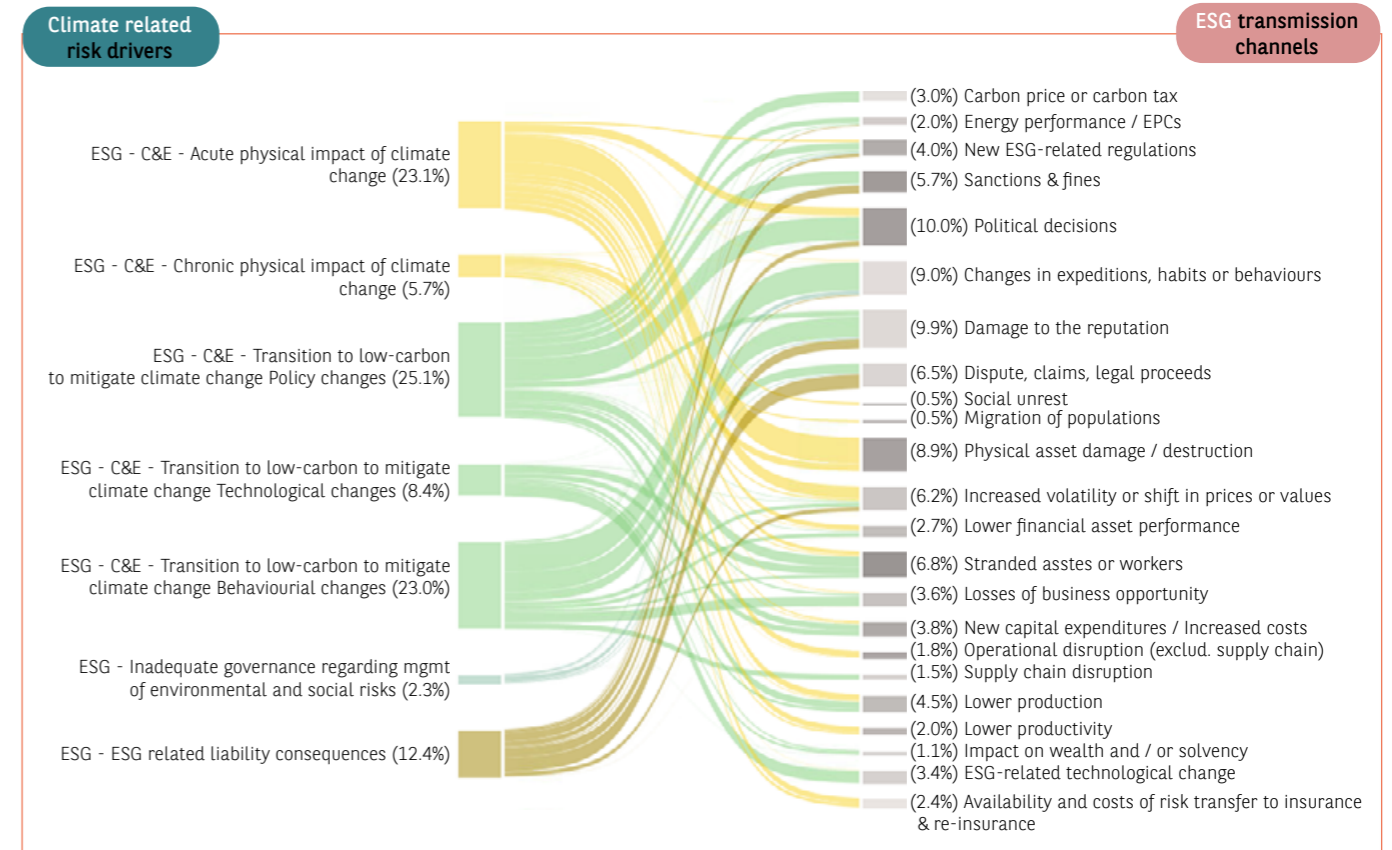 Climate related
risk drivers
ESG transmission
channels
ESG - C&E - Acute physical impact of climate
change (23.1%)
ESG - C&E - Chronic physical impact of climate
change (5.7%)
ESG - C&E - Transition to low-carbon
to mitigate climate change Policy changes (25.1%)
ESG - C&E - Transition to low-carbon to mitigate
climate change Technological changes (8.4%)
ESG - C&E - Transition to low-carbon to mitigate
climate change Behaviourial changes (23.0%)
ESG - Inadequate governance regarding mgmt
of environmental and social risks (2.3%)
ESG - ESG related liability consequences (12.4%)
(3.0%) Carbon price or carbon tax
(2.0%) Energy performance / EPCs
(4.0%) New ESG-related regulations
(5.7%) Sanctions & fines
(10.0%) Political decisions
(9.0%) Changes in expeditions, habits or behaviours
(9.9%) Damage to the reputation
(6.5%) Dispute, claims, legal proceeds
(0.5%) Social unrest
(0.5%) Migration of populations
(8.9%) Physical asset damage / destruction
(6.2%) Increased volatility or shift in prices or values
(2.7%) Lower financial asset performance
(6.8%) Stranded asstes or workers
(3.6%) Losses of business opportunity
(3.8%) New capital expenditures / Increased costs
(1.8%) Operational disruption (exclud. supply chain)
(1.5%) Supply chain disruption
(4.5%) Lower production
(2.0%) Lower productivity
(1.1%) Impact on wealth and / or solvency
(3.4%) ESG-related technological change
(2.4%) Availability and costs of risk transfer to insurance
& re-insurance